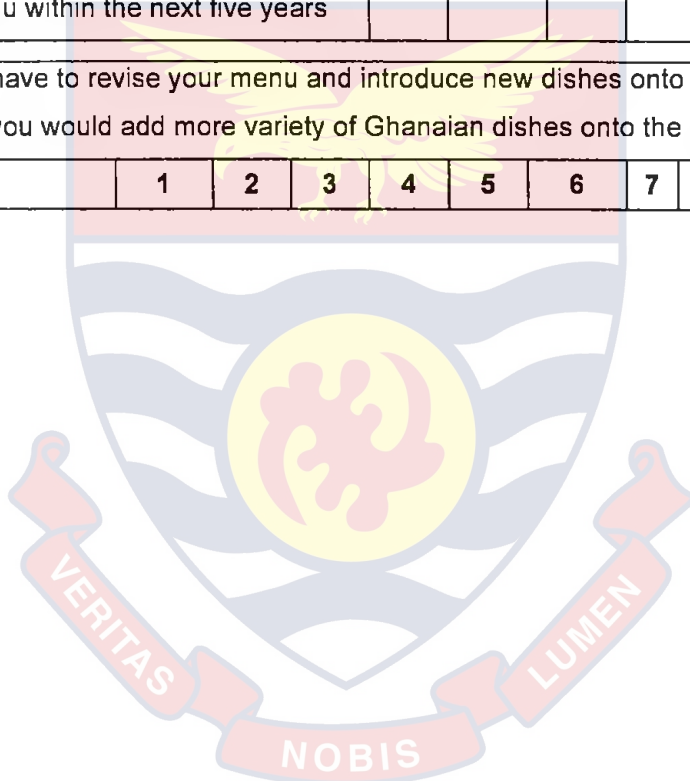 u within the next five years
have to revise your menu and introduce new dishes onto
you would add more variety of Ghanaian dishes onto the
1 2 3 4 5 6 7
VERITAS
NOBIS
LUMEN